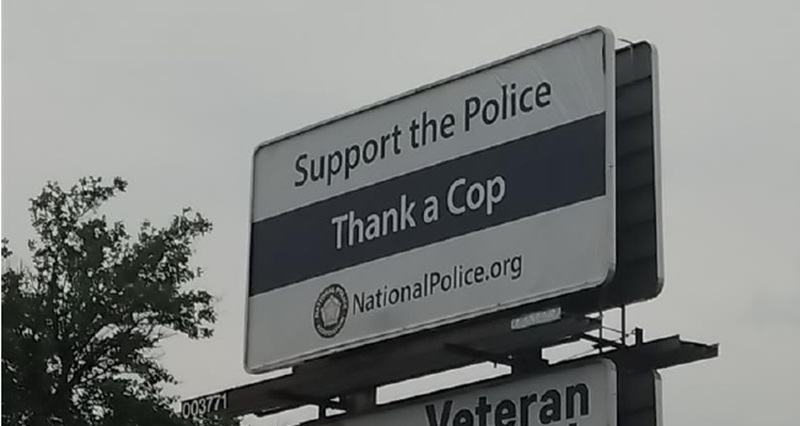 Support the Police
Thank a Cop
NationalPolice.org
003771
Veteran